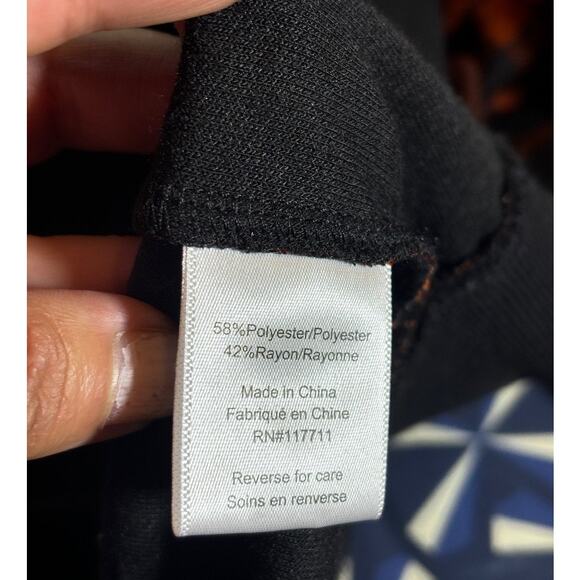 58%Polyester/Polyester
42%Rayon/Rayonne
Made in China
Fabriqué en Chine
RN#117711
Reverse for care
Soins en renverse